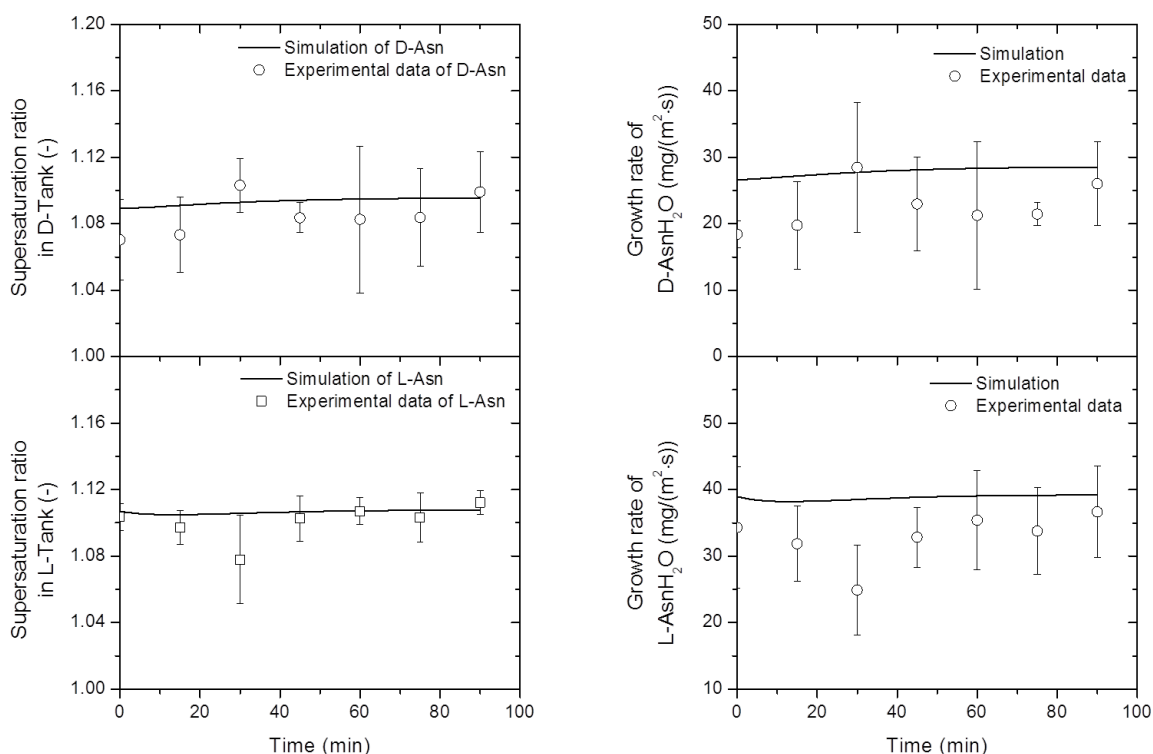 1.20
1.16
1.12
1.08
1.04
1.00
Supersaturation ratio
in D-Tank (-)
Simulation of D-Asn
Experimental data of D-Asn
1.16
1.12
1.08
1.04
1.00
Supersaturation ratio
in L-Tank (-)
Simulation of L-Asn
Experimental data of L-Asn
0 20 40 60 80 100
Time (min)
50
40
30
20
10
0
Growth rate of
D-AsnH₂O (mg/(m²·s))
Simulation
Experimental data
50
40
30
20
10
Growth rate of
L-AsnH₂O (mg/(m²·s))
Simulation
Experimental data
0 20 40 60 80 100
Time (min)